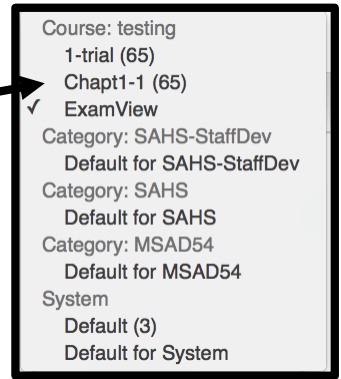 Course: testing
1-trial (65)
Chapt1-1 (65)
✓ ExamView
Category: SAHS-StaffDev
Default for SAHS-StaffDev
Category: SAHS
Default for SAHS
Category: MSAD54
Default for MSAD54
System
Default (3)
Default for System